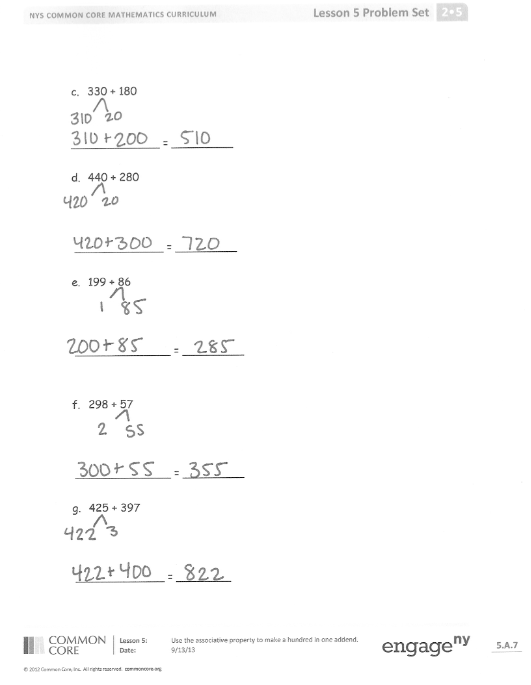 NYS COMMON CORE MATHEMATICS CURRICULUM Lesson 5 Problem Set 2•5
c. 330 + 180
310 20
310 + 200 = 510
d. 440 + 280
420 20
420 + 300 = 720
e. 199 + 86
1 85
200 + 85 = 285
f. 298 + 57
2 55
300 + 55 = 355
g. 425 + 397
422 3
422 + 400 = 822
COMMON CORE
Lesson 5: Use the associative property to make a hundred in one addend.
Date: 9/13/13
engage ny
5.A.7
© 2012 Common Core, Inc. All rights reserved. commoncore.org